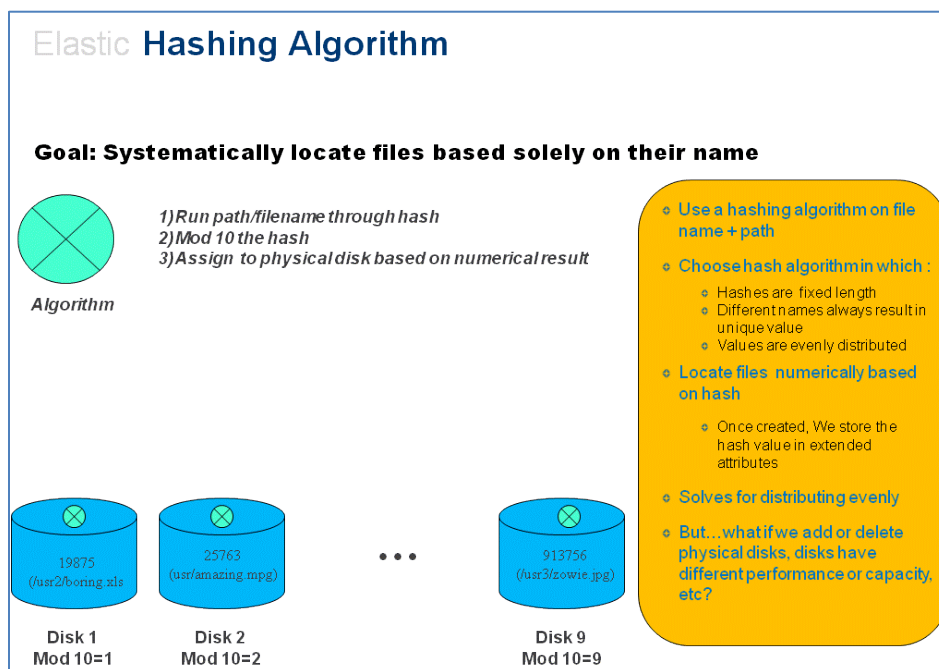 Elastic Hashing Algorithm
Goal: Systematically locate files based solely on their name
1)Run path/filename through hash
2)Mod 10 the hash
3)Assign to physical disk based on numerical result
Algorithm
Use a hashing algorithm on file
name + path
Choose hash algorithm in which :
Hashes are fixed length
Different names always result in
unique value
Values are evenly distributed
Locate files numerically based
on hash
Once created, We store the
hash value in extended
attributes
Solves for distributing evenly
But…what if we add or delete
physical disks, disks have
different performance or capacity,
etc?
19875
(/usr2/boring.xls
25763
(usr/amazing.mpg)
•••
913756
(/usr3/zowie.jpg)
Disk 1
Mod 10=1
Disk 2
Mod 10=2
Disk 9
Mod 10=9